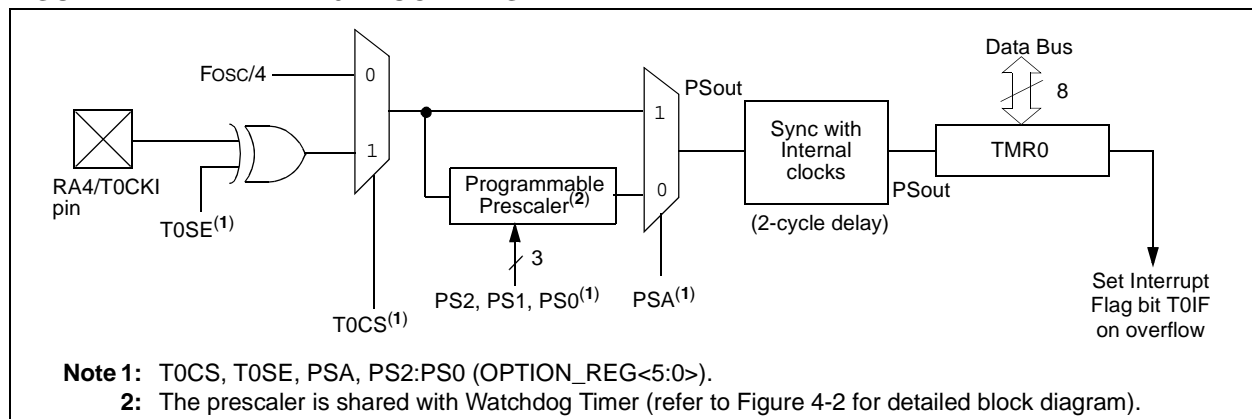 Data Bus
FOSC/4
0
8
PSout
1
1
Sync with
Internal
clocks
TMR0
RA4/T0CKI
pin
Programmable
Prescaler(2)
0
PSout
T0SE(1)
(2-cycle delay)
3
PS2, PS1, PS0(1)
PSA(1)
T0CS(1)
Set Interrupt
Flag bit T0IF
on overflow
Note 1: T0CS, T0SE, PSA, PS2:PS0 (OPTION_REG<5:0>).
2: The prescaler is shared with Watchdog Timer (refer to Figure 4-2 for detailed block diagram).